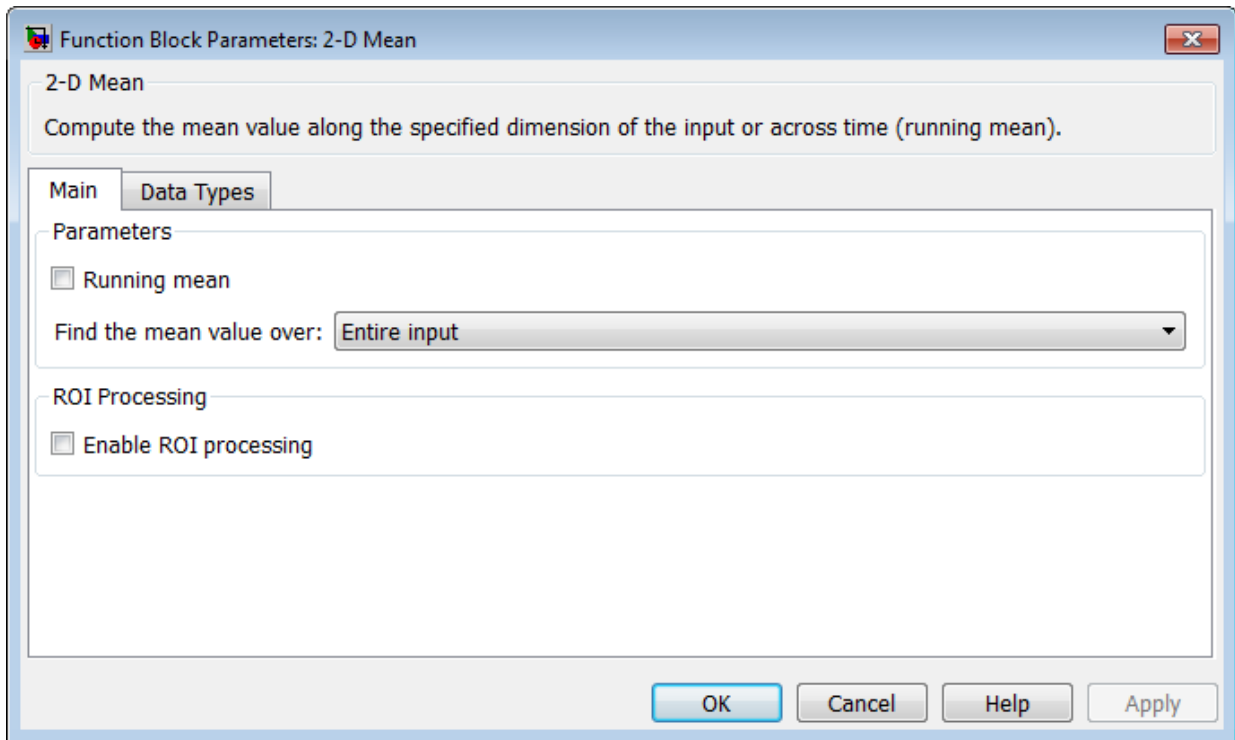 Function Block Parameters: 2-D Mean
2-D Mean
Compute the mean value along the specified dimension of the input or across time (running mean).
Main Data Types
Parameters
Running mean
Find the mean value over: Entire input
ROI Processing
Enable ROI processing
OK Cancel Help Apply